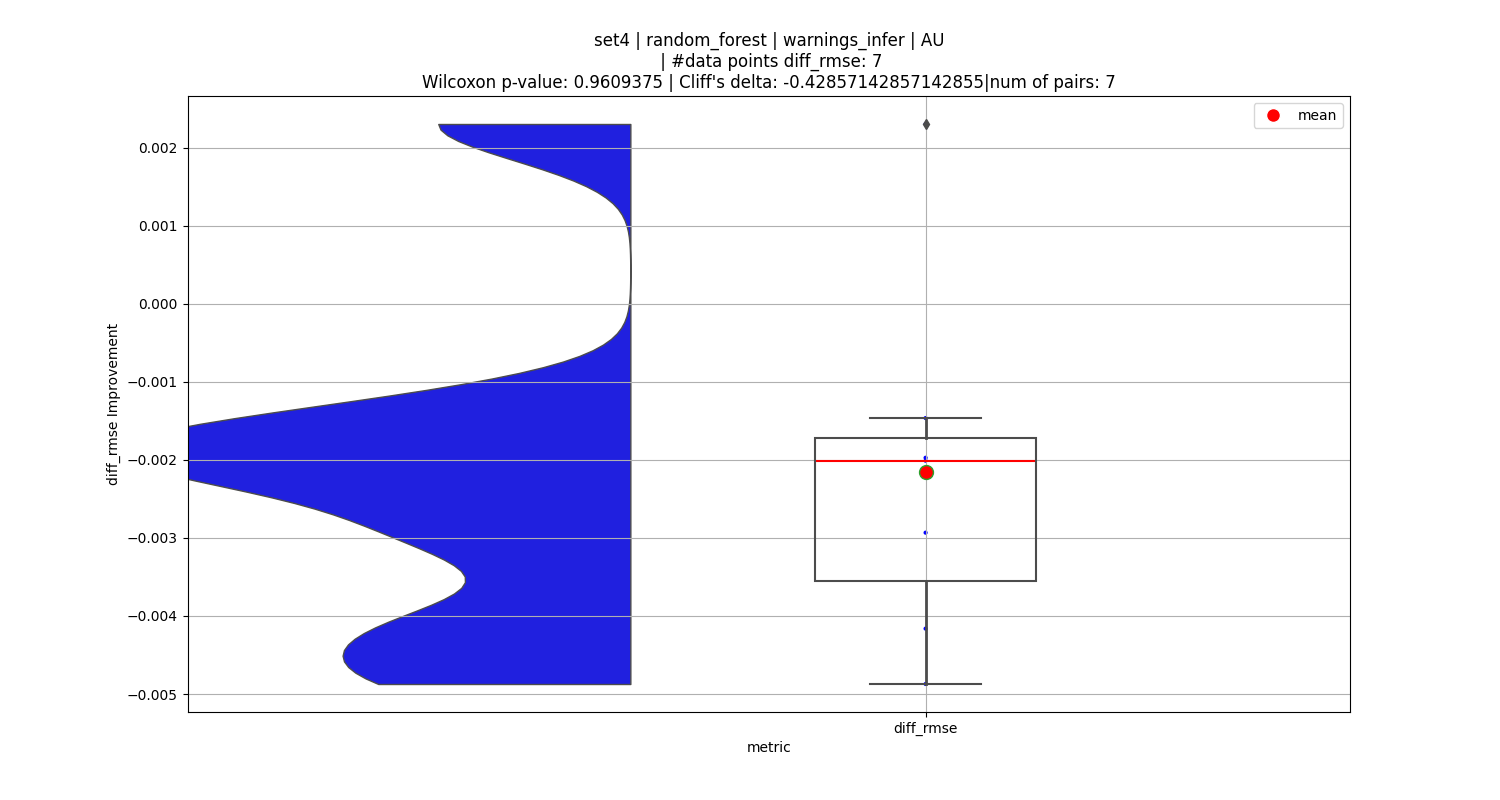 set4 | random_forest | warnings_infer | AU
| #data points diff_rmse: 7
Wilcoxon p-value: 0.9609375 | Cliff's delta: -0.42857142857142855|num of pairs: 7
mean
0.002
0.001
0.000
−0.001
−0.002
−0.003
−0.004
−0.005
diff_rmse Improvement
diff_rmse
metric